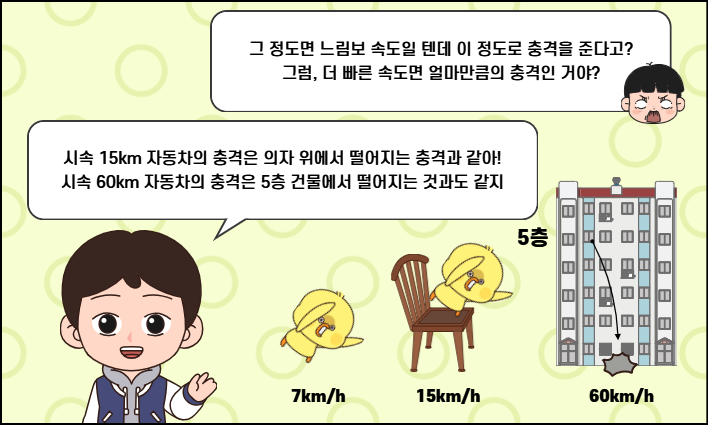 그 정도면 느림보 속도일 텐데 이 정도로 충격을 준다고?
그럼, 더 빠른 속도면 얼마만큼의 충격인 거야?
시속 15km 자동차의 충격은 의자 위에서 떨어지는 충격과 같아!
시속 60km 자동차의 충격은 5층 건물에서 떨어지는 것과도 같지
5층
7km/h
15km/h
60km/h